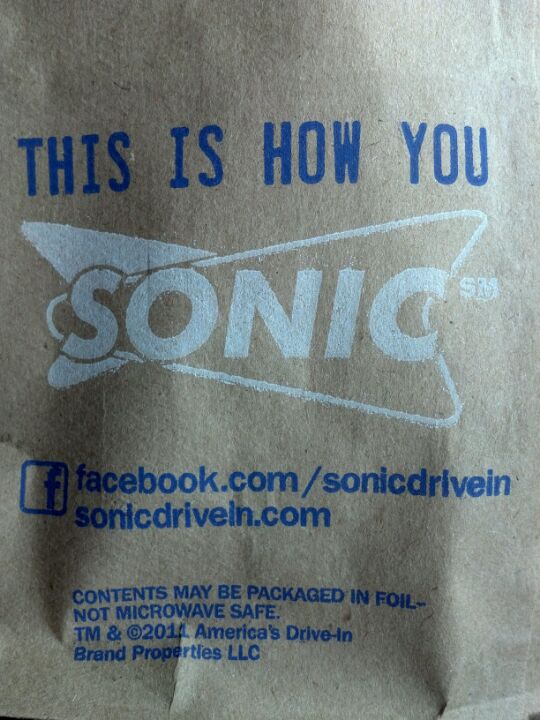 THIS IS HOW YOU
SONIC SM
facebook.com/sonicdrivein
sonicdrivein.com
CONTENTS MAY BE PACKAGED IN FOIL-
NOT MICROWAVE SAFE.
TM & ©2011 America's Drive-In
Brand Properties LLC